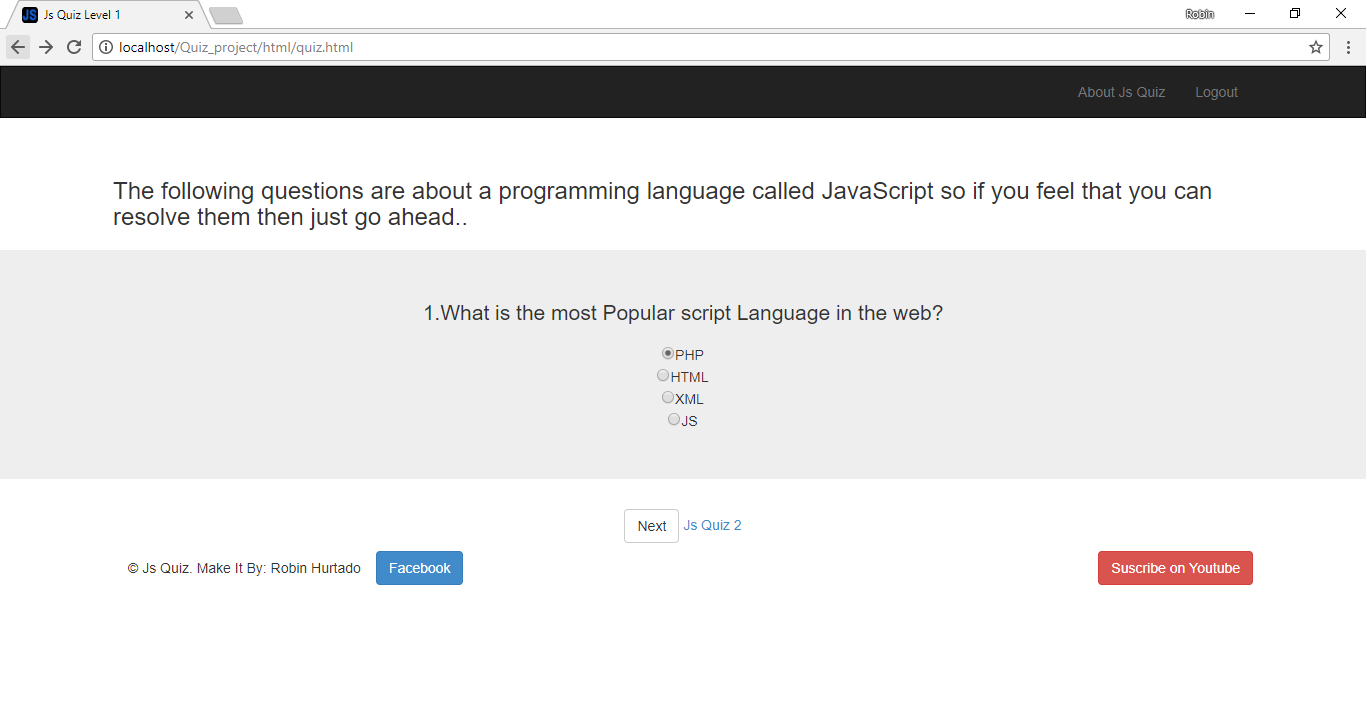 JS Js Quiz Level 1
Robin
localhost/Quiz_project/html/quiz.html
About Js Quiz Logout
The following questions are about a programming language called JavaScript so if you feel that you can
resolve them then just go ahead..
1.What is the most Popular script Language in the web?
PHP
HTML
XML
JS
Next Js Quiz 2
© Js Quiz. Make It By: Robin Hurtado Facebook Suscribe on Youtube